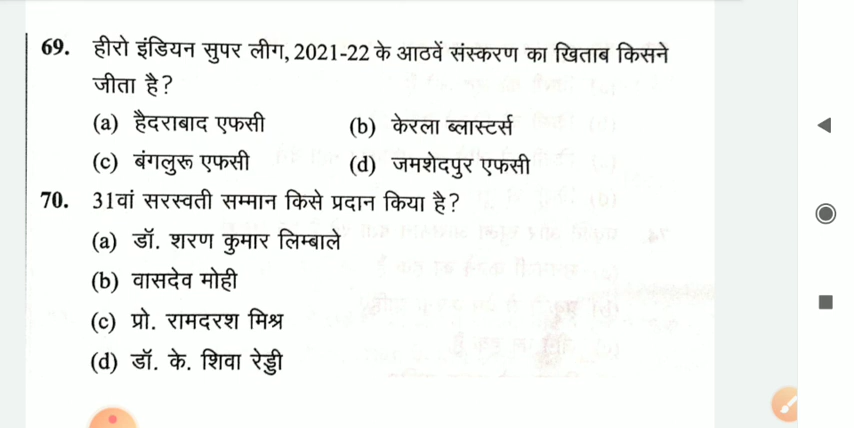 69. हीरो इंडियन सुपर लीग, 2021-22 के आठवें संस्करण का खिताब किसने
जीता है?
(a) हैदराबाद एफसी (b) केरला ब्लास्टर्स
(c) बंगलुरू एफसी (d) जमशेदपुर एफसी
70. 31वां सरस्वती सम्मान किसे प्रदान किया है?
(a) डॉ. शरण कुमार लिम्बाले
(b) वासदेव मोही
(c) प्रो. रामदरश मिश्र
(d) डॉ. के. शिवा रेड्डी